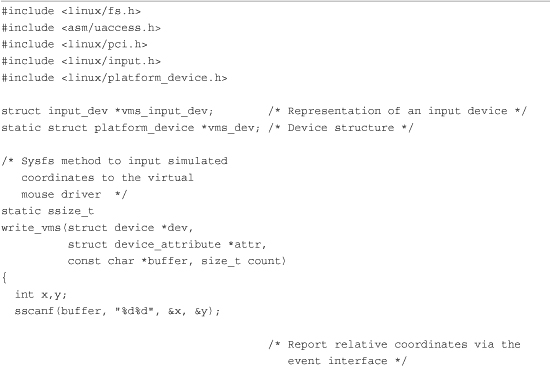 #include <linux/fs.h>
#include <asm/uaccess.h>
#include <linux/pci.h>
#include <linux/input.h>
#include <linux/platform_device.h>

struct input_dev *vms_input_dev;        /* Representation of an input device */
static struct platform_device *vms_dev; /* Device structure */

/* Sysfs method to input simulated
   coordinates to the virtual
   mouse driver  */
static ssize_t
write_vms(struct device *dev,
          struct device_attribute *attr,
          const char *buffer, size_t count)
{
  int x,y;
  sscanf(buffer, "%d%d", &x, &y);

                                        /* Report relative coordinates via the
                                           event interface */